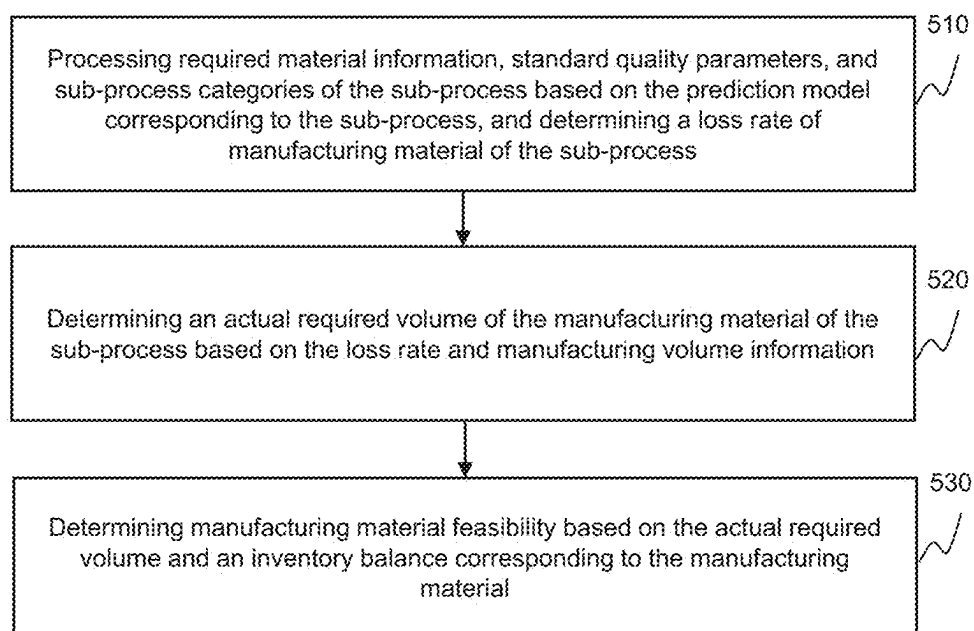 510
Processing required material information, standard quality parameters, and
sub-process categories of the sub-process based on the prediction model
corresponding to the sub-process, and determining a loss rate of
manufacturing material of the sub-process
520
Determining an actual required volume of the manufacturing material of the
sub-process based on the loss rate and manufacturing volume information
530
Determining manufacturing material feasibility based on the actual required
volume and an inventory balance corresponding to the manufacturing
material